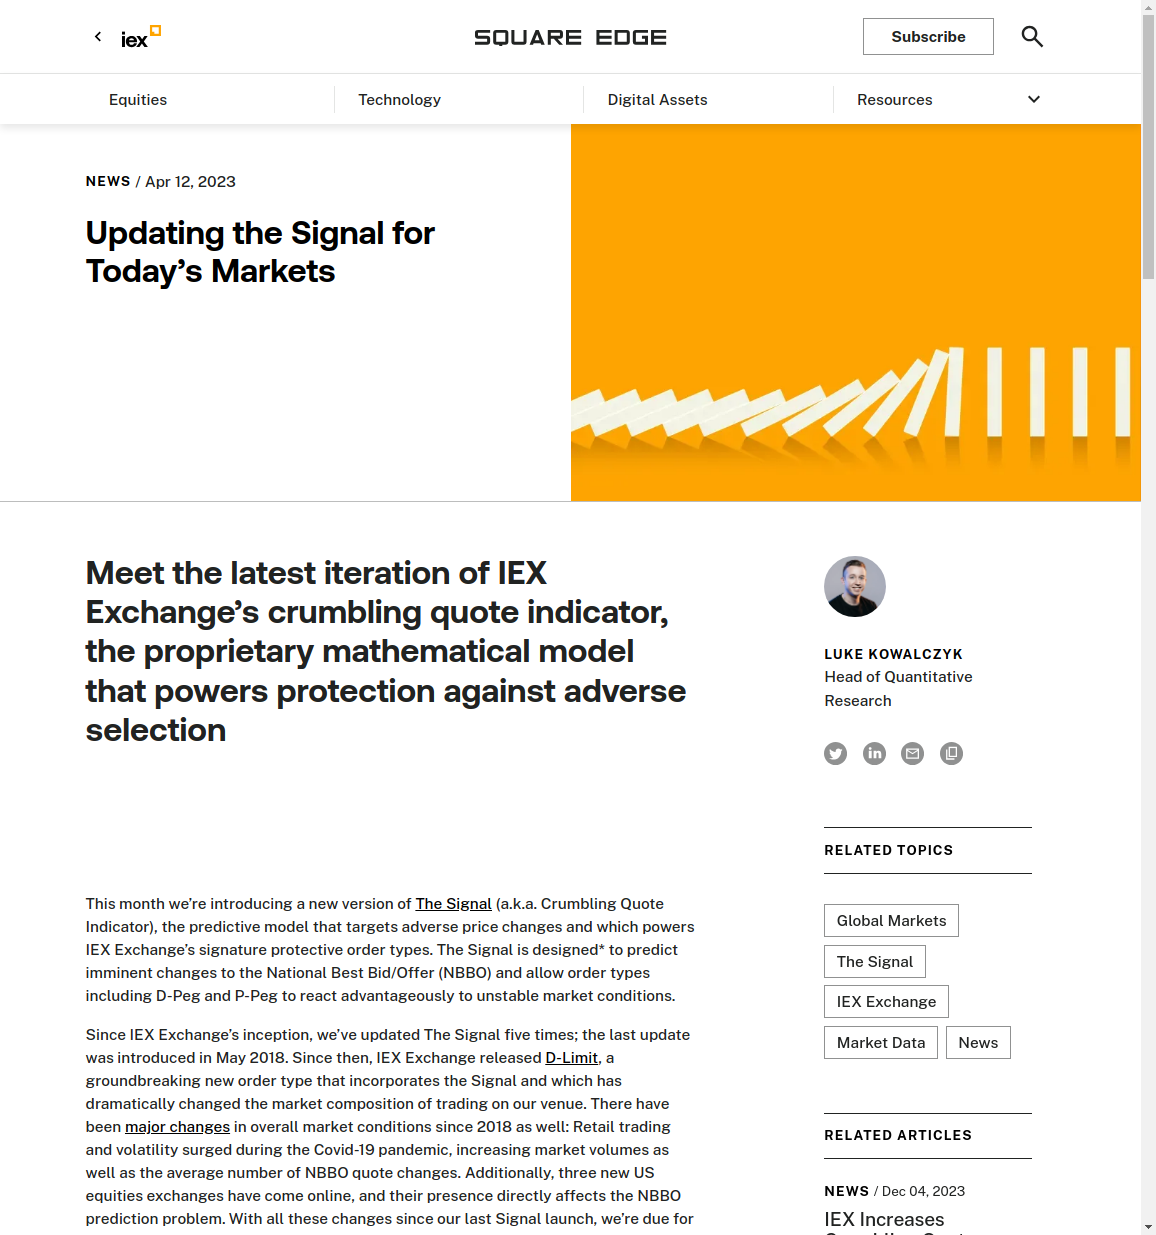 iex
SQUARE EDGE
Subscribe
Equities
Technology
Digital Assets
Resources
NEWS / Apr 12, 2023
Updating the Signal for
Today’s Markets
Meet the latest iteration of IEX
Exchange’s crumbling quote indicator,
the proprietary mathematical model
that powers protection against adverse
selection
This month we’re introducing a new version of The Signal (a.k.a. Crumbling Quote
Indicator), the predictive model that targets adverse price changes and which powers
IEX Exchange’s signature protective order types. The Signal is designed* to predict
imminent changes to the National Best Bid/Offer (NBBO) and allow order types
including D-Peg and P-Peg to react advantageously to unstable market conditions.
Since IEX Exchange’s inception, we’ve updated The Signal five times; the last update
was introduced in May 2018. Since then, IEX Exchange released D-Limit, a
groundbreaking new order type that incorporates the Signal and which has
dramatically changed the market composition of trading on our venue. There have
been major changes in overall market conditions since 2018 as well: Retail trading
and volatility surged during the Covid-19 pandemic, increasing market volumes as
well as the average number of NBBO quote changes. Additionally, three new US
equities exchanges have come online, and their presence directly affects the NBBO
prediction problem. With all these changes since our last Signal launch, we’re due for
LUKE KOWALCZYK
Head of Quantitative
Research
RELATED TOPICS
Global Markets
The Signal
IEX Exchange
Market Data
News
RELATED ARTICLES
NEWS / Dec 04, 2023
IEX Increases